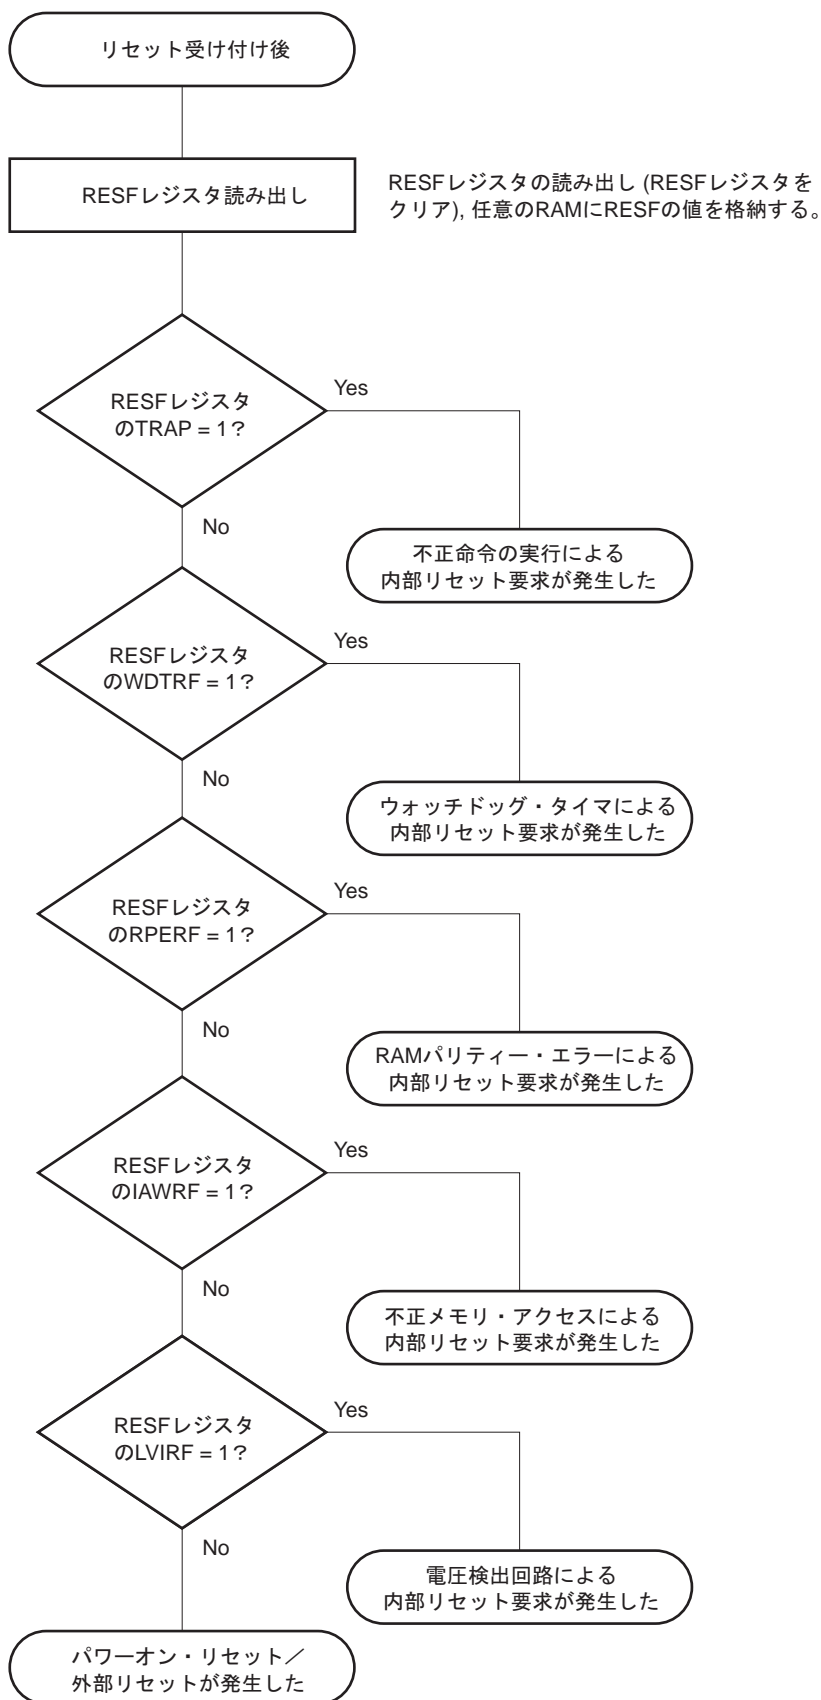 リセット受け付け後
RESFレジスタ読み出し
RESFレジスタの読み出し (RESFレジスタを
クリア), 任意のRAMにRESFの値を格納する。
RESFレジスタ
のTRAP = 1?
Yes
No
不正命令の実行による
内部リセット要求が発生した
RESFレジスタ
のWDTRF = 1?
Yes
No
ウォッチドッグ・タイマによる
内部リセット要求が発生した
RESFレジスタ
のRPERF = 1?
Yes
No
RAMパリティー・エラーによる
内部リセット要求が発生した
RESFレジスタ
のIAWRF = 1?
Yes
No
不正メモリ・アクセスによる
内部リセット要求が発生した
RESFレジスタ
のLVIRF = 1?
Yes
No
電圧検出回路による
内部リセット要求が発生した
パワーオン・リセット／
外部リセットが発生した